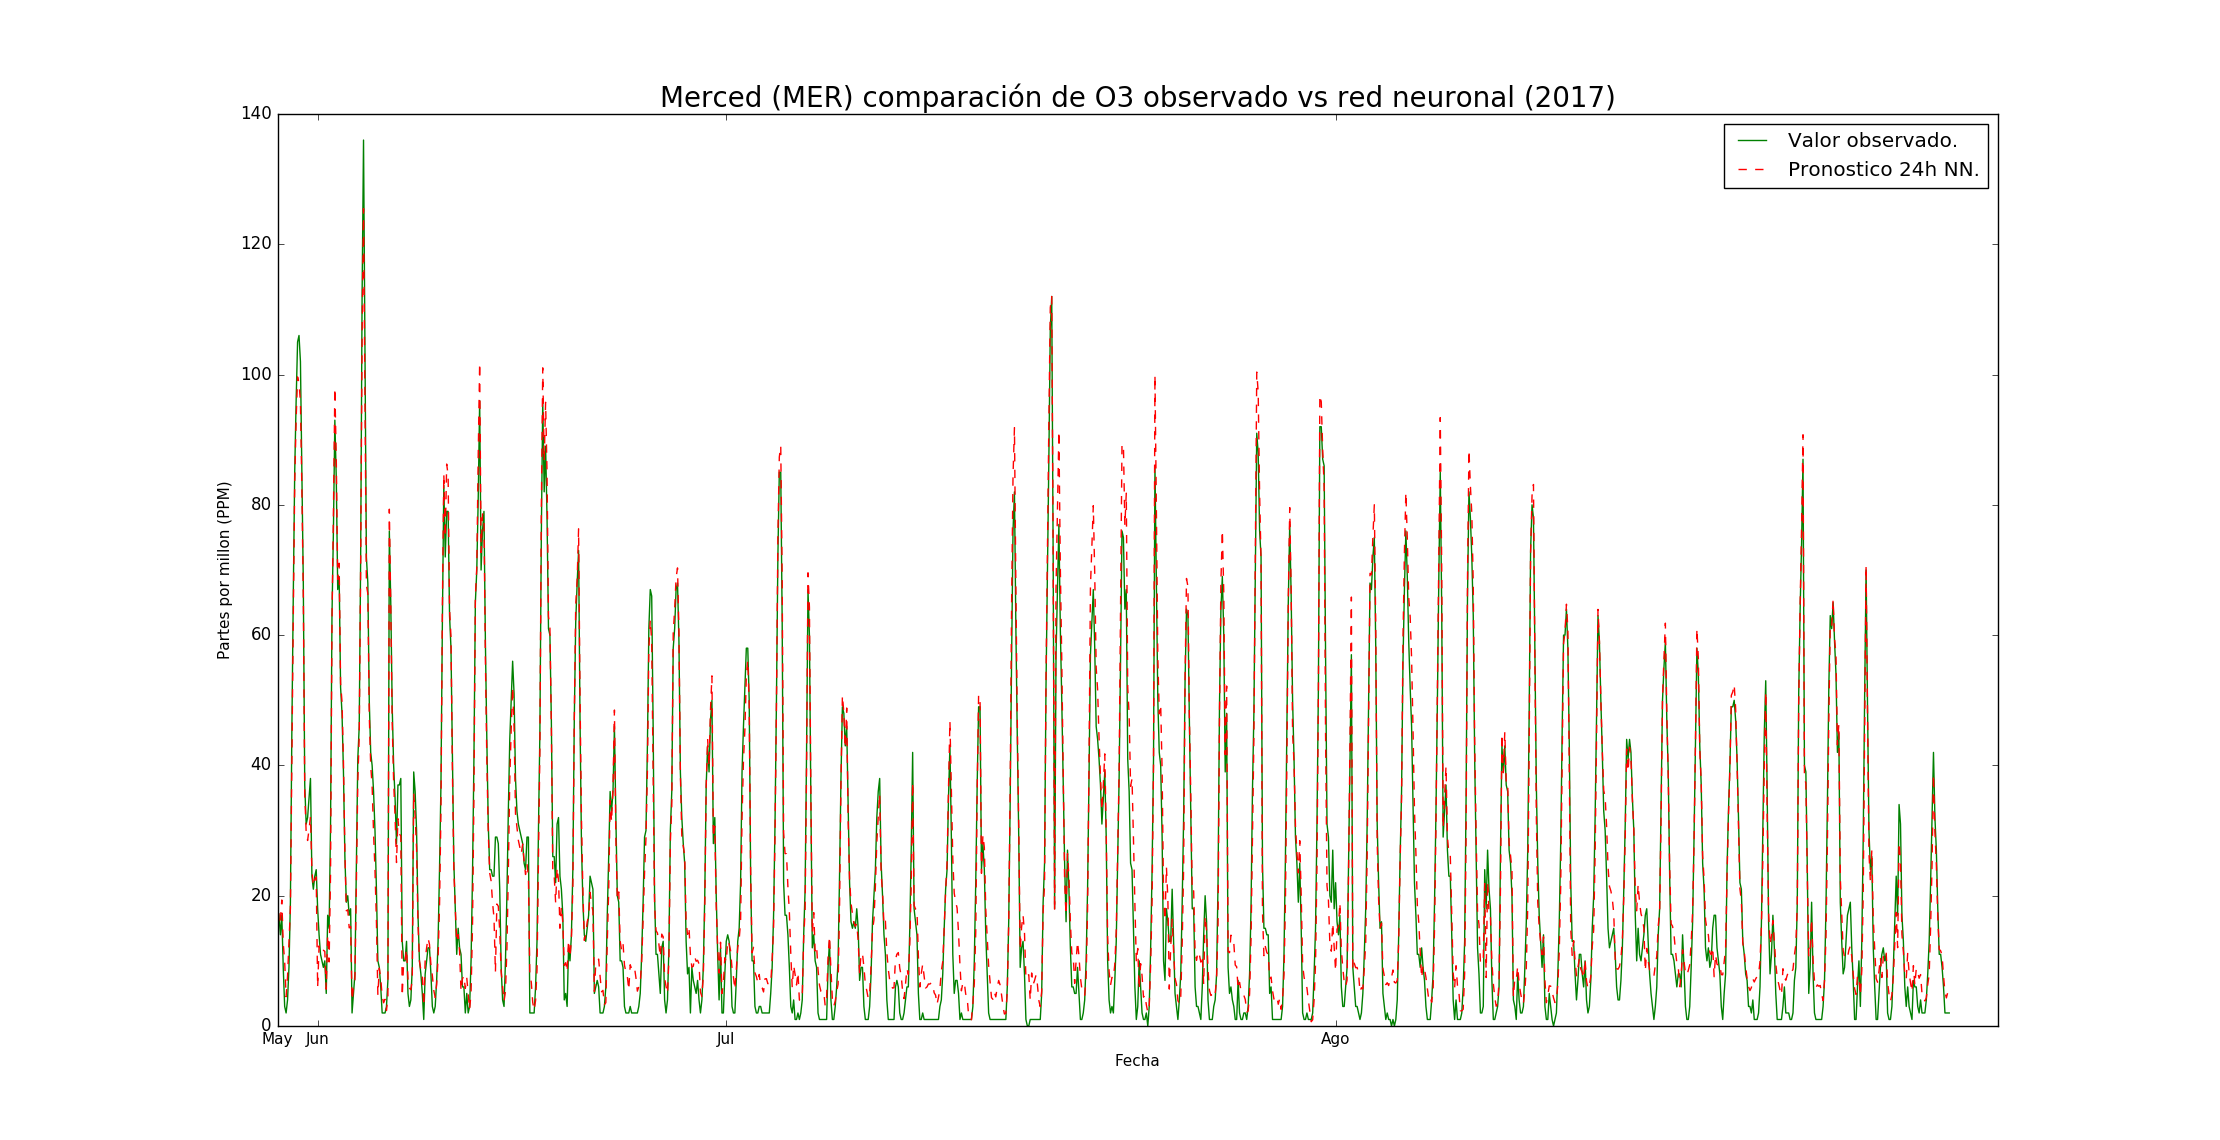 Merced (MER) comparación de O3 observado vs red neuronal (2017)
Valor observado.
Pronostico 24h NN.
Partes por millon (PPM)
140
120
100
80
60
40
20
0
May Jun Jul Ago
Fecha